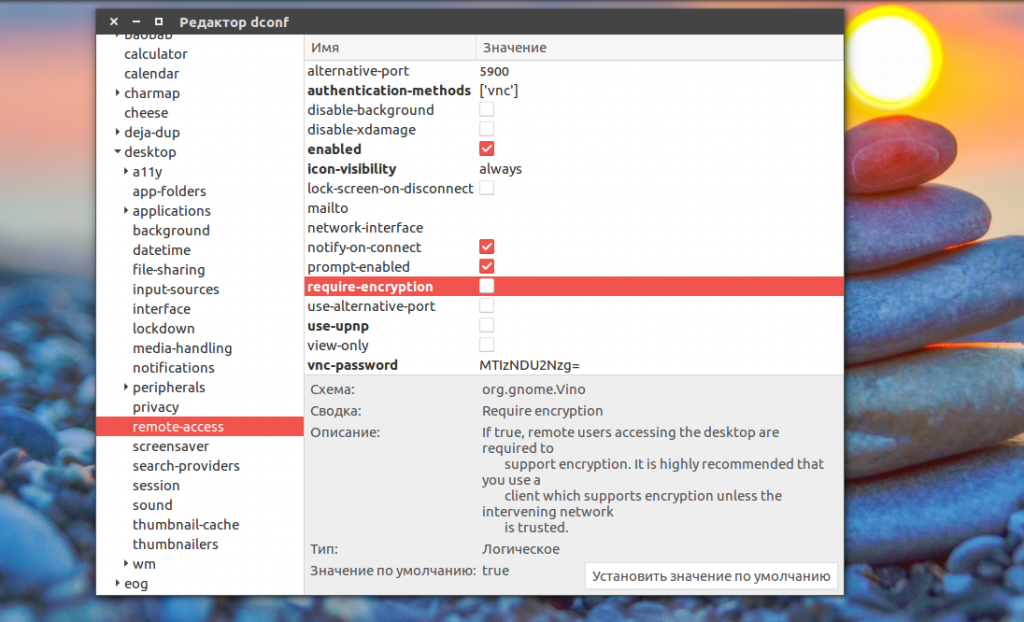 Редактор dconf
baobab
calculator
calendar
charmap
cheese
deja-dup
desktop
a11y
app-folders
applications
background
datetime
file-sharing
input-sources
interface
lockdown
media-handling
notifications
peripherals
privacy
remote-access
screensaver
search-providers
session
sound
thumbnail-cache
thumbnailers
wm
eog
Имя Значение
alternative-port 5900
authentication-methods ['vnc']
disable-background
disable-xdamage
enabled
icon-visibility always
lock-screen-on-disconnect
mailto
network-interface
notify-on-connect
prompt-enabled
require-encryption
use-alternative-port
use-upnp
view-only
vnc-password MTIzNDU2Nzg=
Схема: org.gnome.Vino
Сводка: Require encryption
Описание: If true, remote users accessing the desktop are
required to
support encryption. It is highly recommended that
you use a
client which supports encryption unless the
intervening network
is trusted.
Тип: Логическое
Значение по умолчанию: true
Установить значение по умолчанию